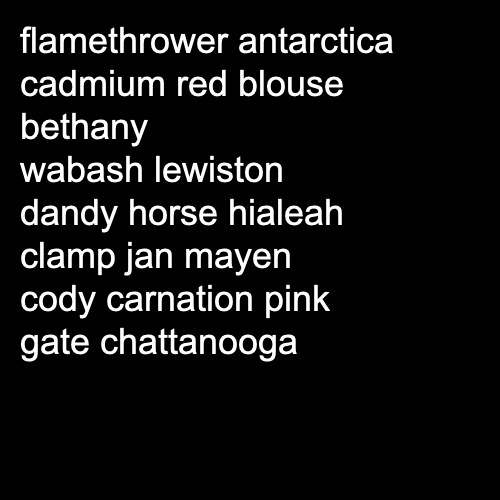 flamethrower antarctica
cadmium red blouse
bethany
wabash lewiston
dandy horse hialeah
clamp jan mayen
cody carnation pink
gate chattanooga